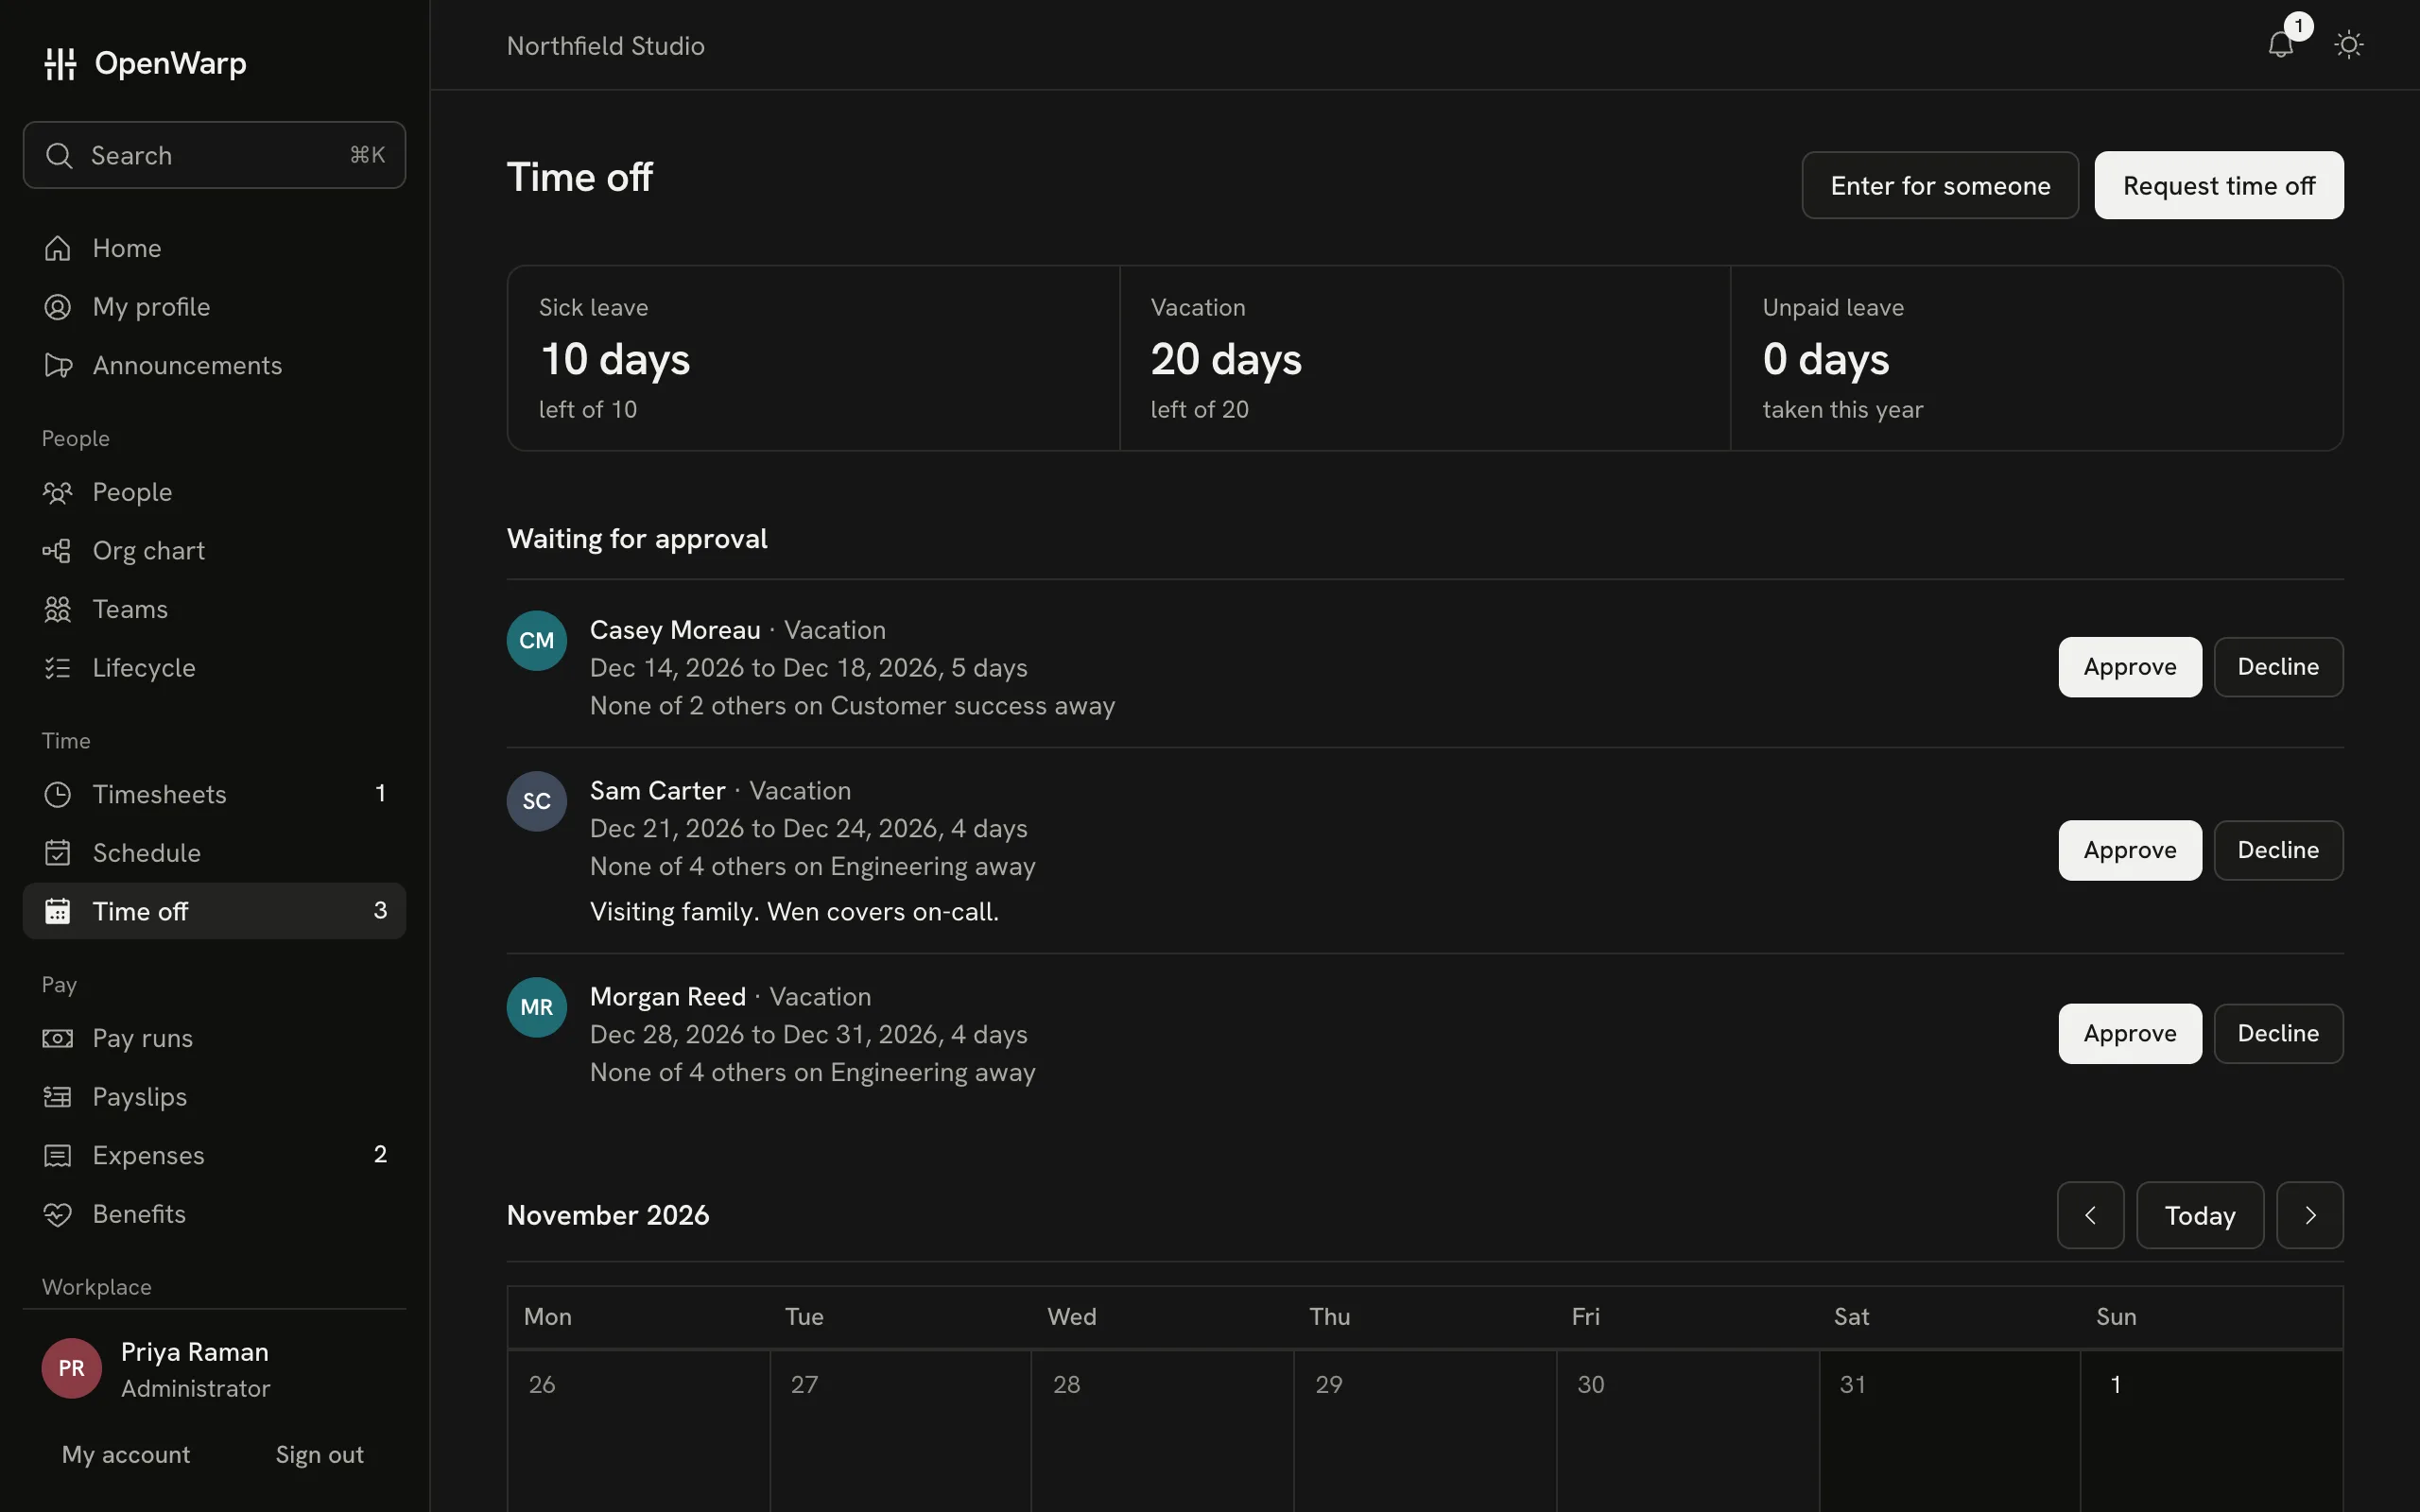 OpenWarp
Search ⌘K
Home
My profile
Announcements
People
People
Org chart
Teams
Lifecycle
Time
Timesheets 1
Schedule
Time off 3
Pay
Pay runs
Payslips
Expenses 2
Benefits
Workplace
PR
Priya Raman
Administrator
My account Sign out
Northfield Studio
1
Time off
Enter for someone Request time off
Sick leave
10 days
left of 10
Vacation
20 days
left of 20
Unpaid leave
0 days
taken this year
Waiting for approval
CM
Casey Moreau · Vacation
Dec 14, 2026 to Dec 18, 2026, 5 days
None of 2 others on Customer success away
Approve Decline
SC
Sam Carter · Vacation
Dec 21, 2026 to Dec 24, 2026, 4 days
None of 4 others on Engineering away
Visiting family. Wen covers on-call.
Approve Decline
MR
Morgan Reed · Vacation
Dec 28, 2026 to Dec 31, 2026, 4 days
None of 4 others on Engineering away
Approve Decline
November 2026
Today
Mon Tue Wed Thu Fri Sat Sun
26 27 28 29 30 31 1